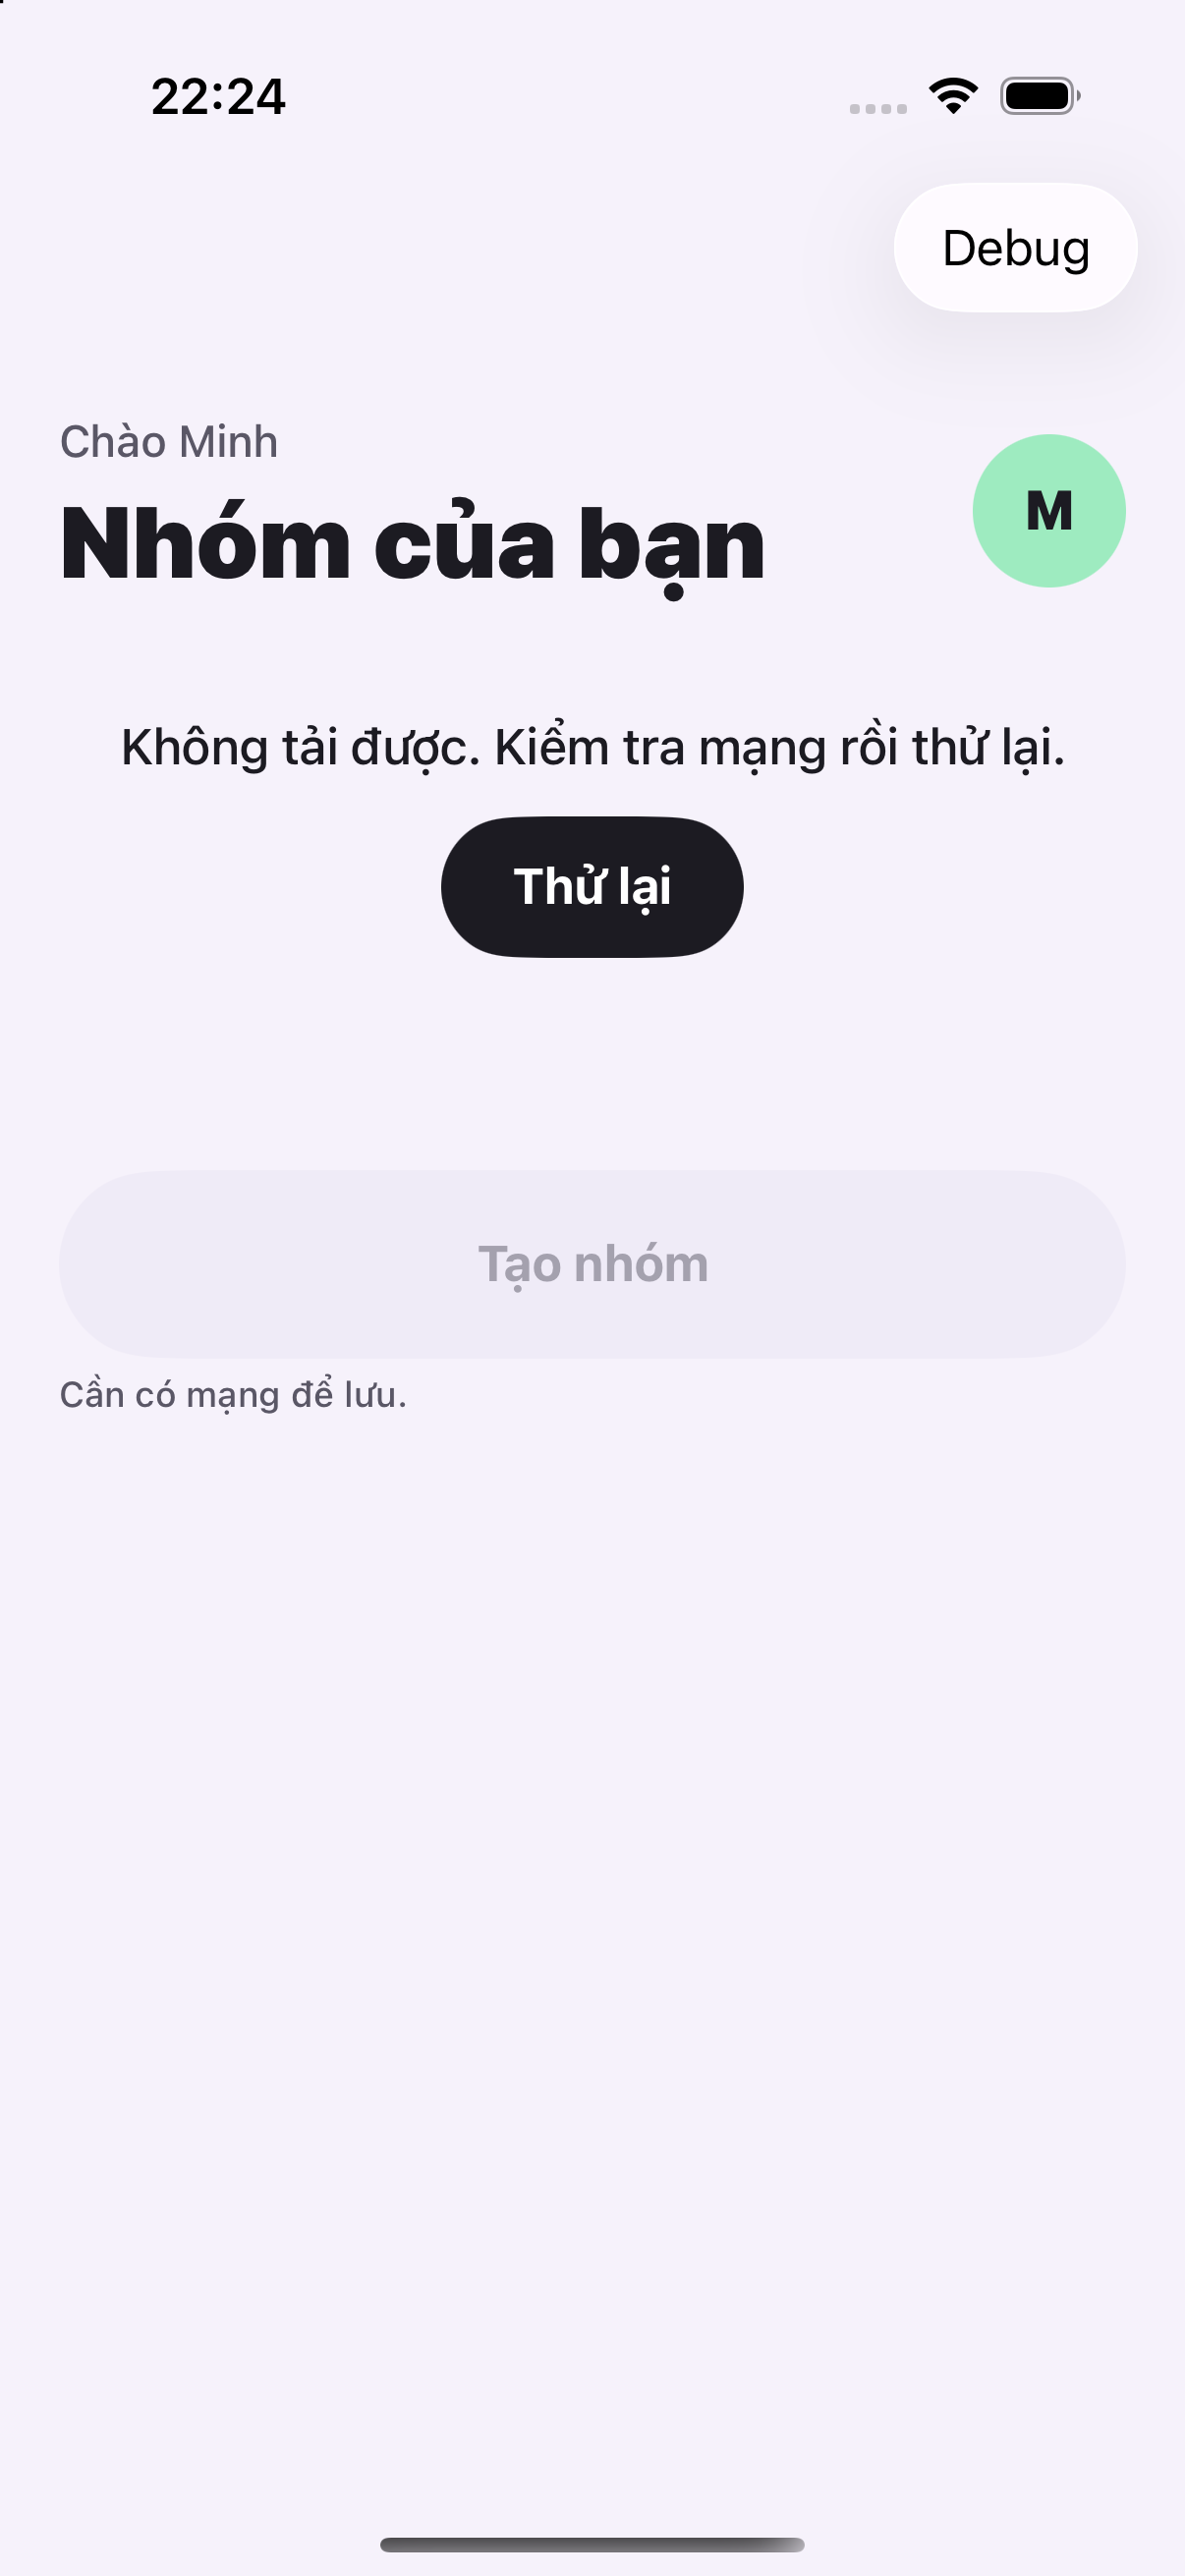 22:24
Debug
Chào Minh
Nhóm của bạn
M
Không tải được. Kiểm tra mạng rồi thử lại.
Thử lại
Tạo nhóm
Cần có mạng để lưu.